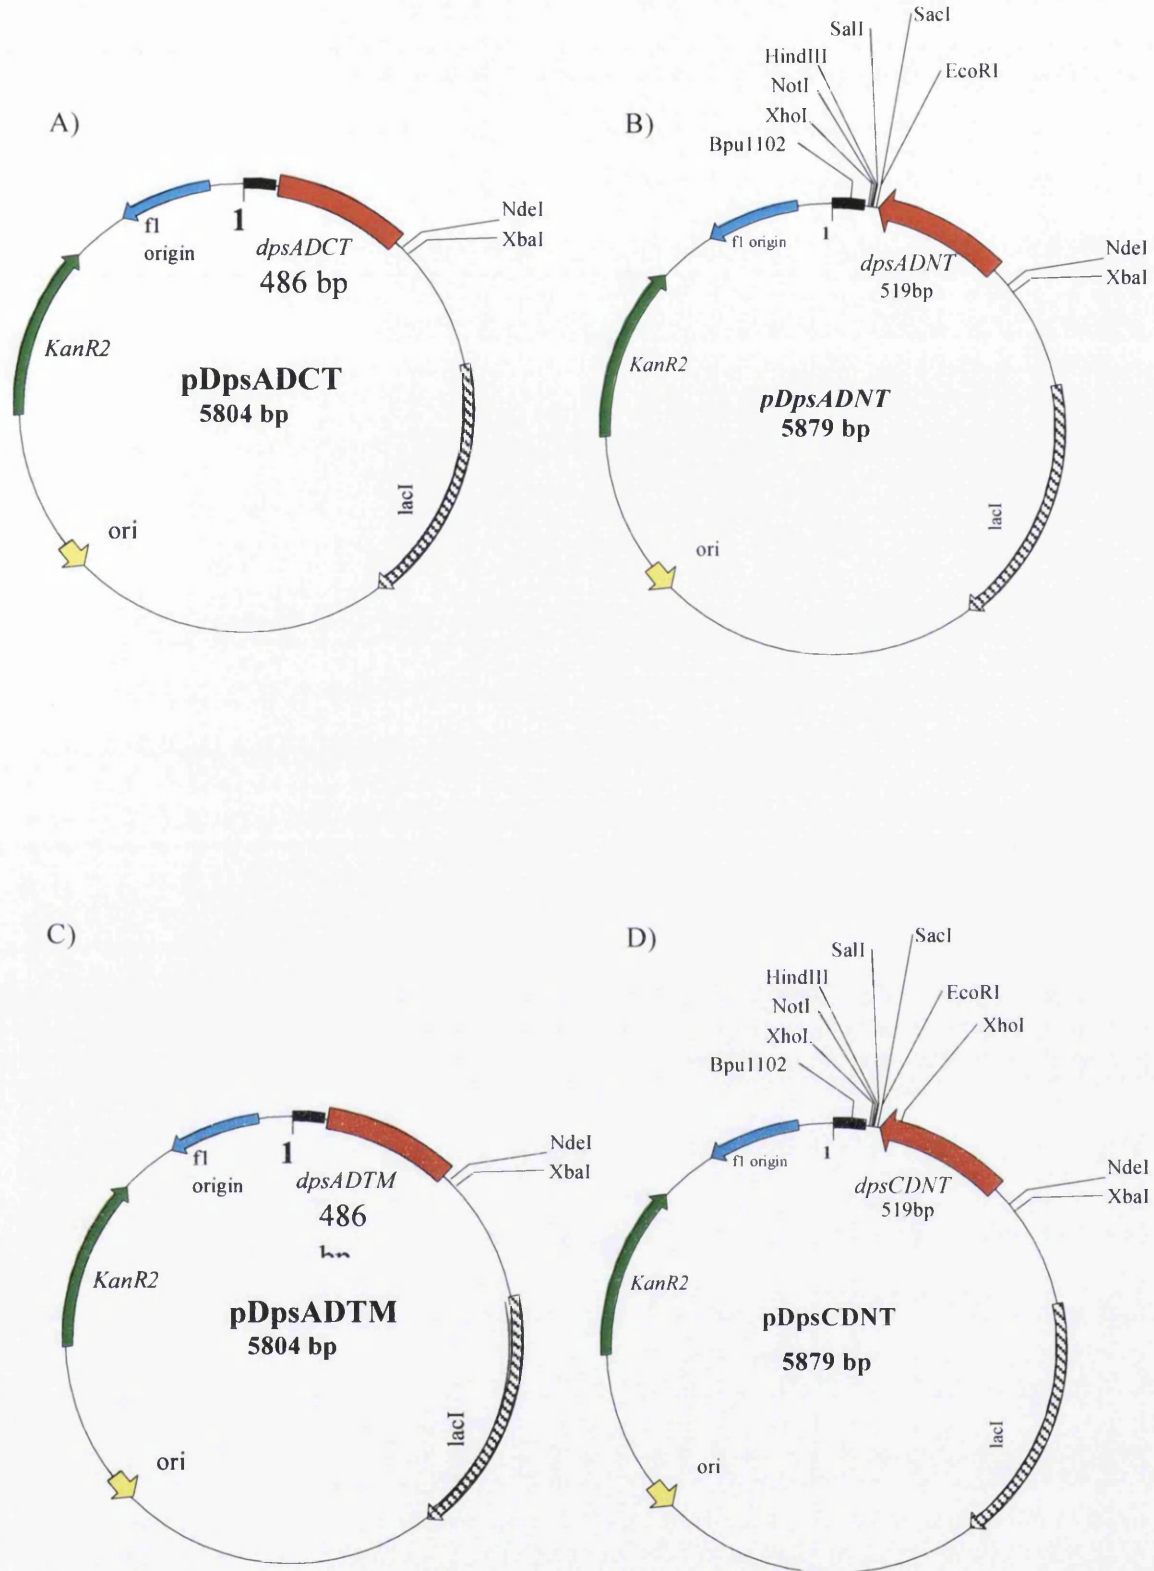 A)
NdeI
XbaI
1
f1
origin
dpsADCT
486 bp
KanR2
pDpsADCT
5804 bp
lacI
ori
B)
SacI
SalI
EcoRI
HindIII
NotI
XhoI
Bpu1102
NdeI
XbaI
f1 origin
1
dpsADNT
519bp
KanR2
pDpsADNT
5879 bp
lacI
ori
C)
NdeI
XbaI
1
f1
origin
dpsADTM
486
bp
KanR2
pDpsADTM
5804 bp
lacI
ori
D)
SacI
SalI
HindIII
EcoRI
NotI
XhoI
XhoI
Bpu1102
NdeI
XbaI
f1 origin
1
dpsCDNT
519bp
KanR2
pDpsCDNT
5879 bp
lacI
ori